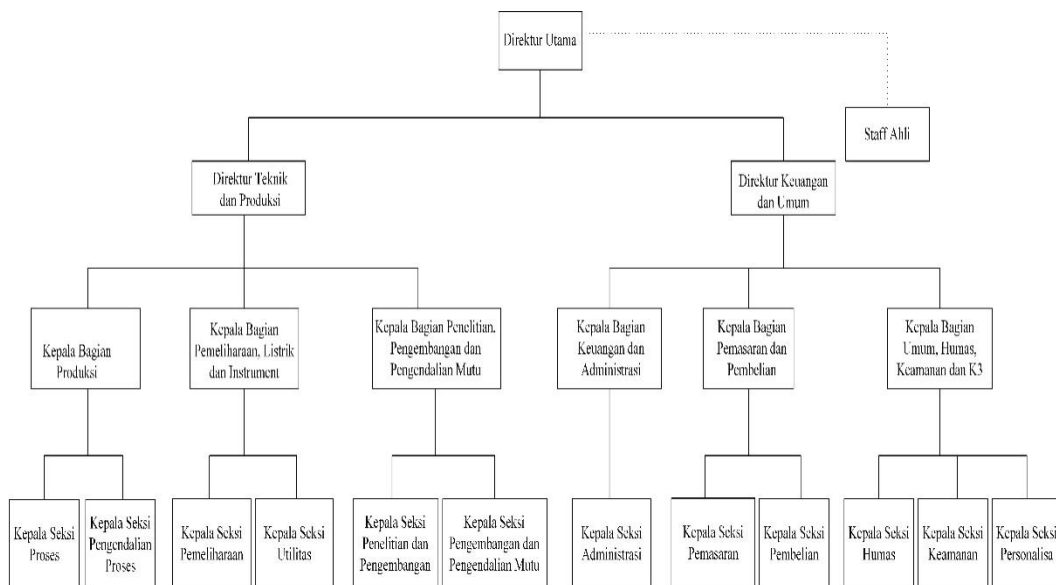 Direktur Utama
Staff Ahli
Direktur Teknik
dan Produksi
Direktur Keuangan
dan Umum
Kepala Bagian
Produksi
Kepala Bagian
Pemeliharaan, Listrik
dan Instrument
Kepala Bagian Penelitian,
Pengembangan dan
Pengendalian Mutu
Kepala Bagian
Keuangan dan
Administrasi
Kepala Bagian
Pemasaran dan
Pembelian
Kepala Bagian
Umum, Humas,
Keamanan dan K3
Kepala Seksi
Proses
Kepala Seksi
Pengendalian
Proses
Kepala Seksi
Pemeliharaan
Kepala Seksi
Utilitas
Kepala Seksi
Penelitian dan
Pengembangan
Kepala Seksi
Pengembangan dan
Pengendalian Mutu
Kepala Seksi
Administrasi
Kepala Seksi
Pemasaran
Kepala Seksi
Pembelian
Kepala Seksi
Humas
Kepala Seksi
Keamanan
Kepala Seksi
Personalisa